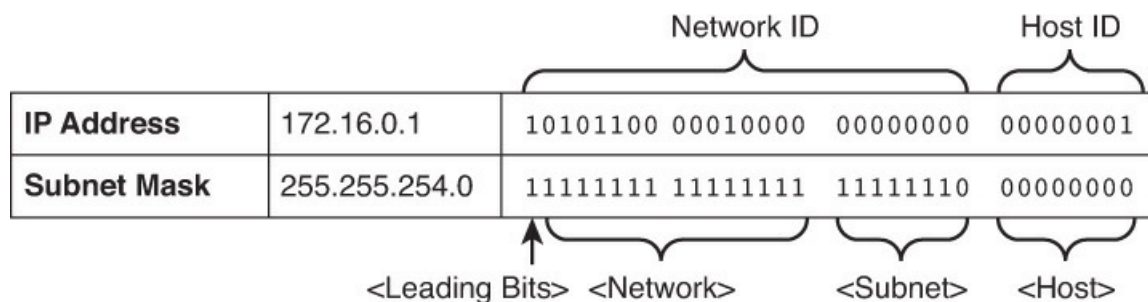 Network ID Host ID
IP Address 172.16.0.1 10101100 00010000 00000000 00000001
Subnet Mask 255.255.254.0 11111111 11111111 11111110 00000000
<Leading Bits> <Network> <Subnet> <Host>